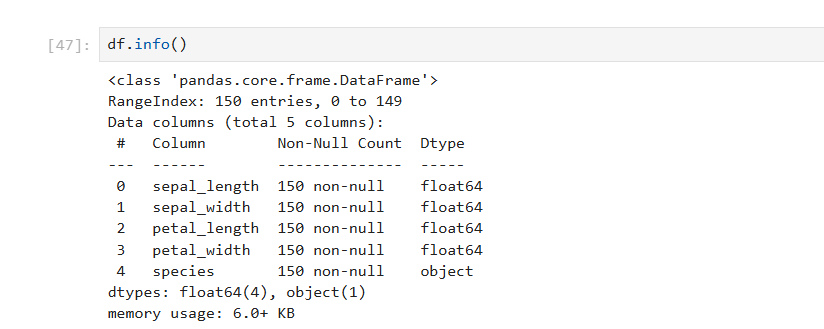 [47]: df.info()
<class 'pandas.core.frame.DataFrame'>
RangeIndex: 150 entries, 0 to 149
Data columns (total 5 columns):
 #   Column        Non-Null Count  Dtype
---  ------        --------------  -----
 0   sepal_length  150 non-null    float64
 1   sepal_width   150 non-null    float64
 2   petal_length  150 non-null    float64
 3   petal_width   150 non-null    float64
 4   species       150 non-null    object
dtypes: float64(4), object(1)
memory usage: 6.0+ KB